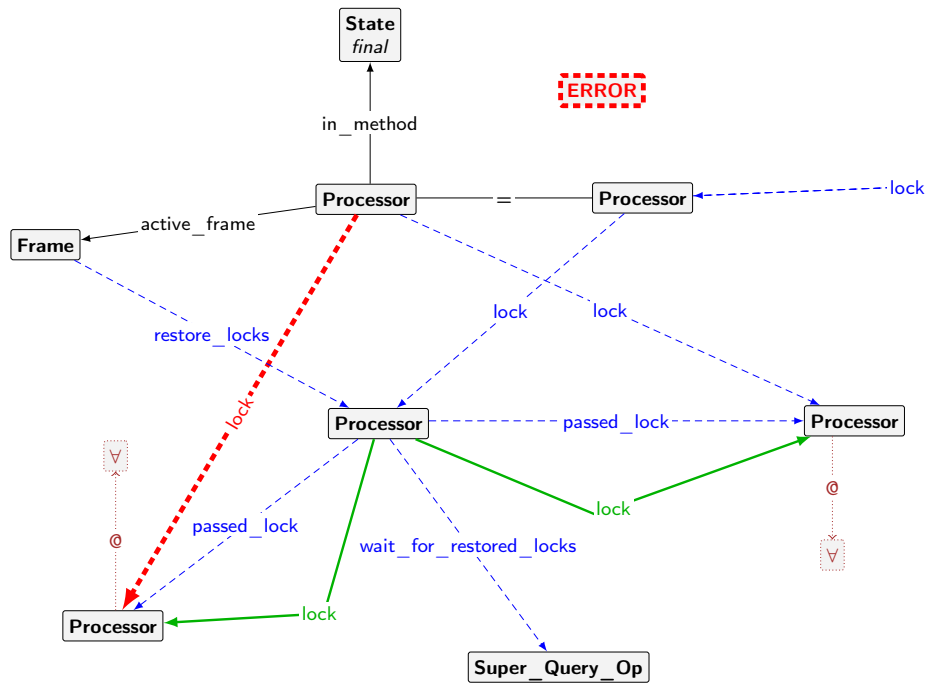 State
final
ERROR
in_method
Processor
=
Processor
lock
active_frame
Frame
lock
lock
restore_locks
lock
Processor
passed_lock
Processor
∀
@
lock
passed_lock
wait_for_restored_locks
@
∀
lock
Processor
Super_Query_Op